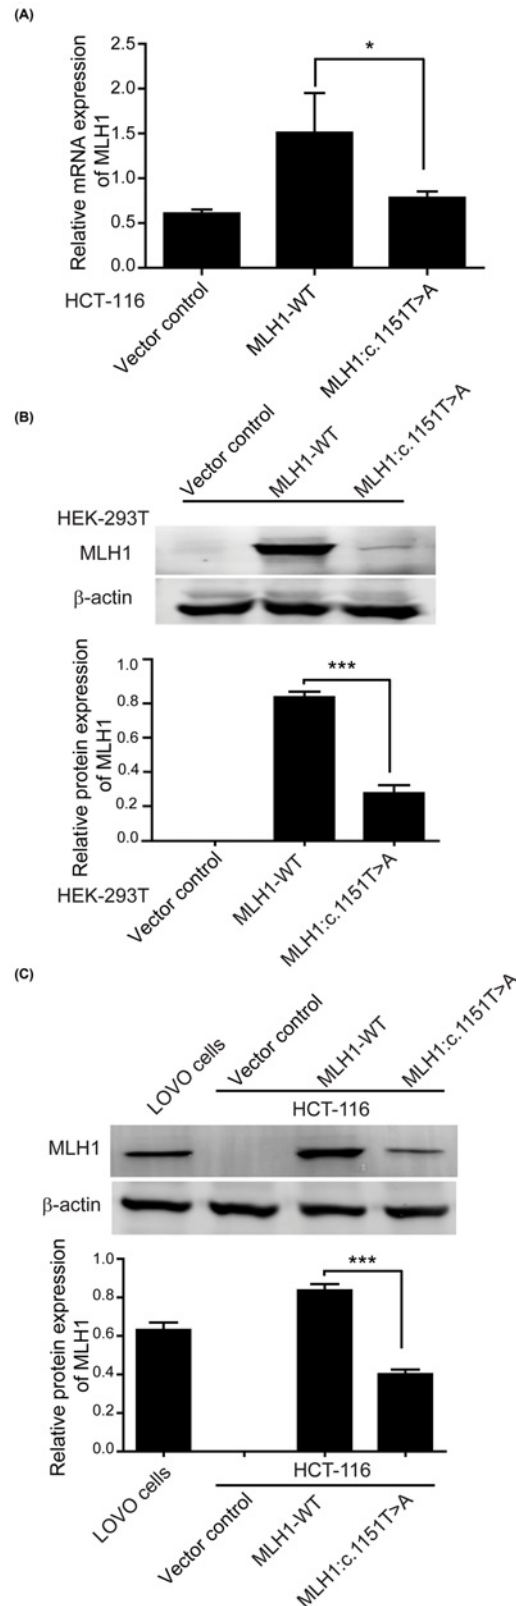 (A)
Relative mRNA expression
of MLH1
2.5
2.0
1.5
1.0
0.5
0.0
*
HCT-116
Vector control
MLH1-WT
MLH1:c.1151T>A
(B)
Vector control
MLH1-WT
MLH1:c.1151T>A
HEK-293T
MLH1
β-actin
Relative protein expression
of MLH1
1.0
0.8
0.6
0.4
0.2
0.0
***
HEK-293T
Vector control
MLH1-WT
MLH1:c.1151T>A
(C)
LOVO cells
Vector control
MLH1-WT
MLH1:c.1151T>A
HCT-116
MLH1
β-actin
Relative protein expression
of MLH1
1.0
0.8
0.6
0.4
0.2
0.0
***
HCT-116
LOVO cells
Vector control
MLH1-WT
MLH1:c.1151T>A